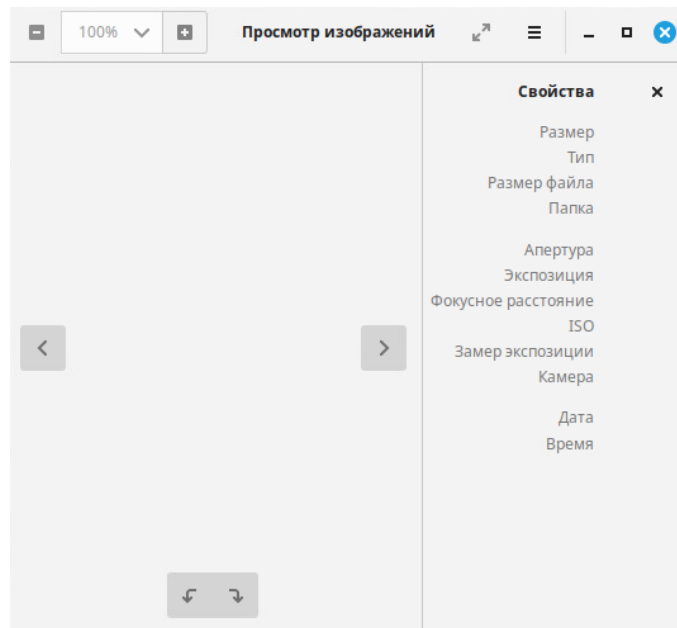 100%
Просмотр изображений
Свойства
Размер
Тип
Размер файла
Папка
Апертура
Экспозиция
Фокусное расстояние
ISO
Замер экспозиции
Камера
Дата
Время